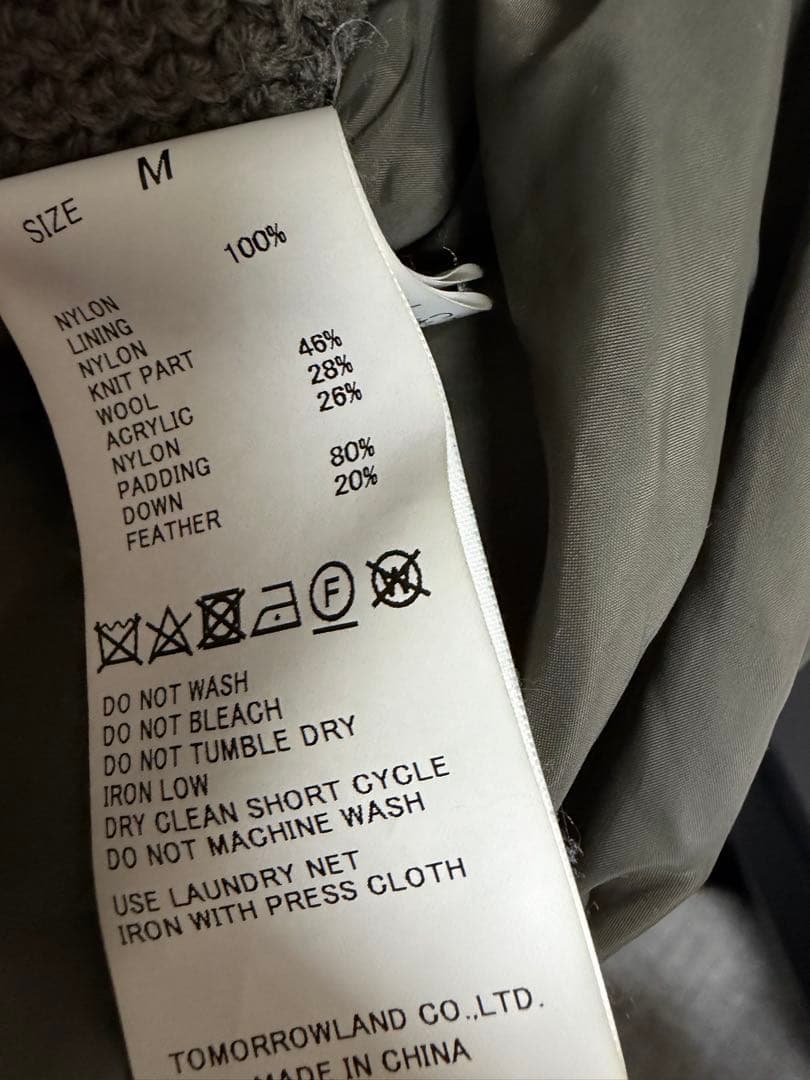 SIZE M
100%
NYLON
LINING
NYLON
KNIT PART
WOOL 46%
ACRYLIC 28%
NYLON 26%
PADDING
DOWN 80%
FEATHER 20%
F
DO NOT WASH
DO NOT BLEACH
DO NOT TUMBLE DRY
IRON LOW
DRY CLEAN SHORT CYCLE
DO NOT MACHINE WASH
USE LAUNDRY NET
IRON WITH PRESS CLOTH
TOMORROWLAND CO.,LTD.
MADE IN CHINA